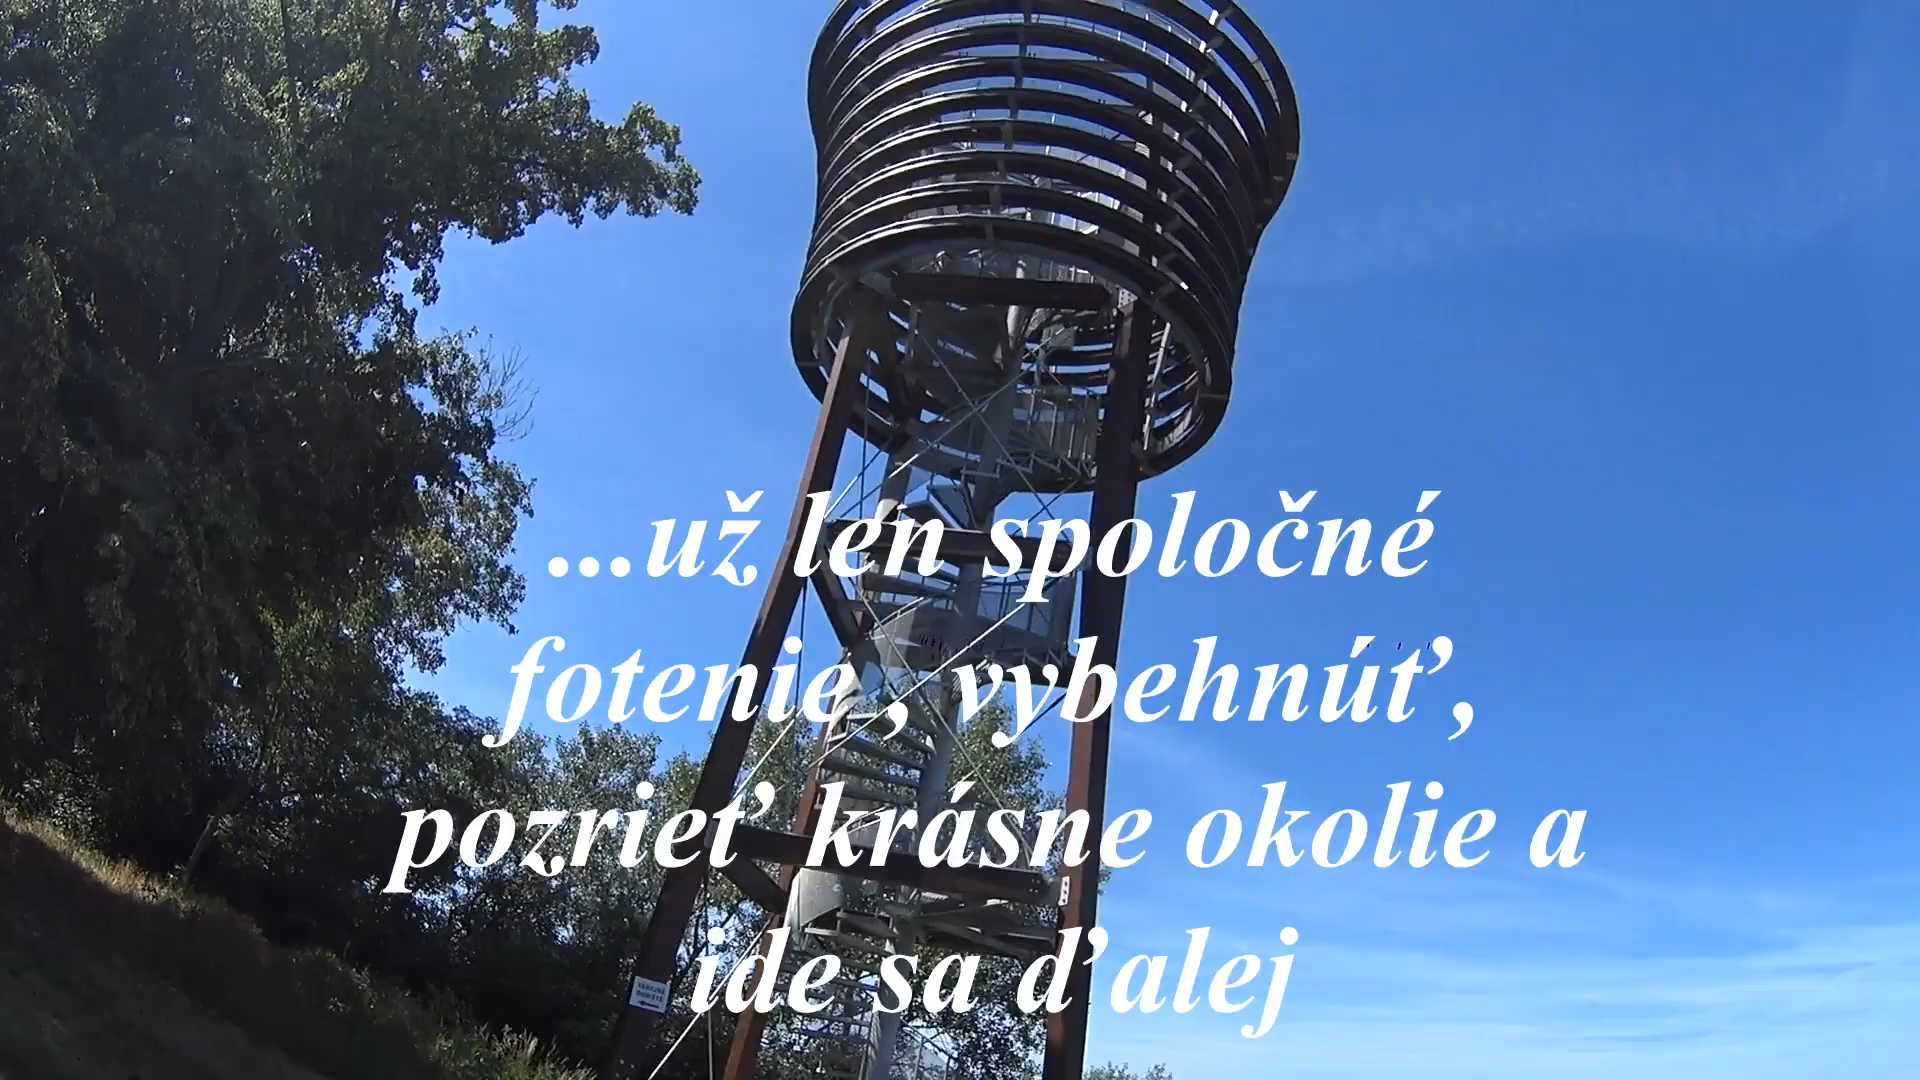 ...už len spoločné
fotenie , vybehnúť ,
pozrieť krásne okolie a
ide sa ďalej